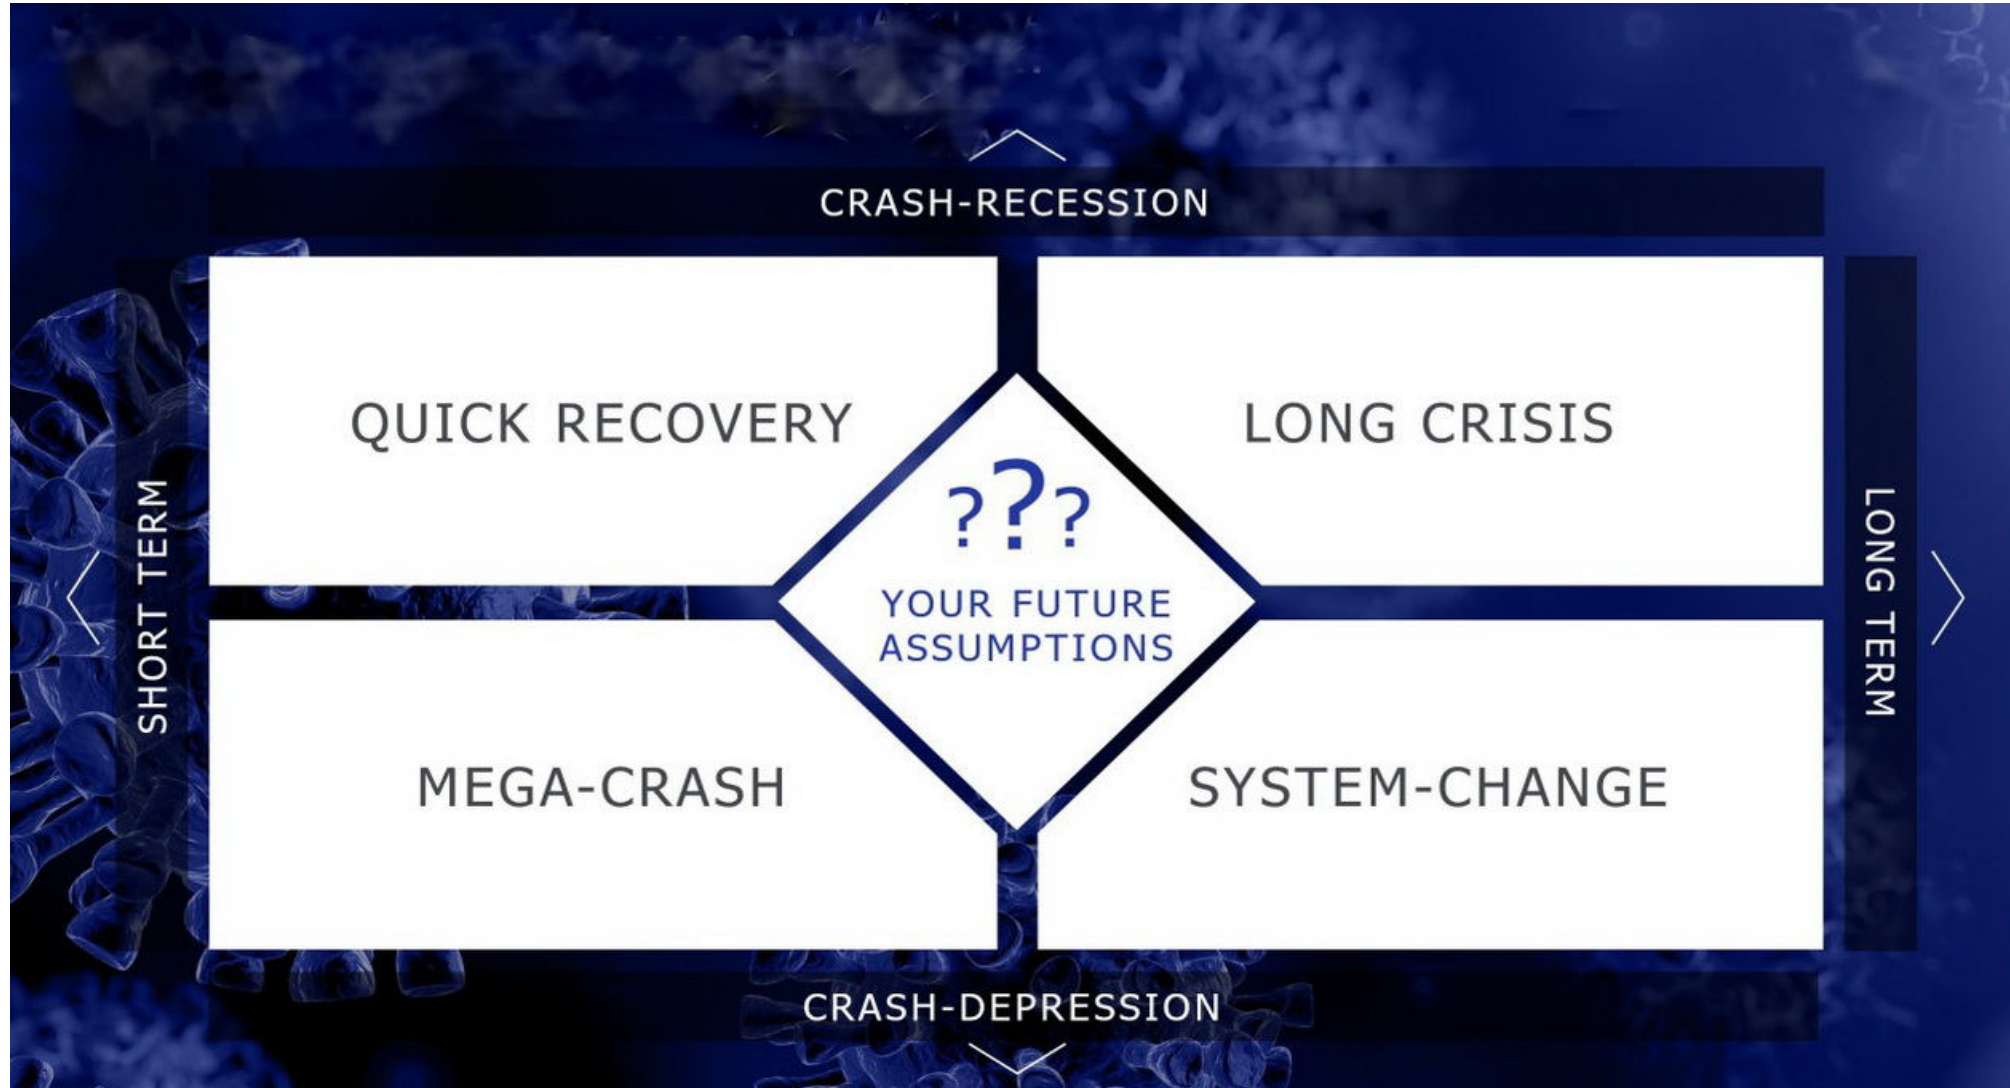 CRASH-RECESSION
QUICK RECOVERY
LONG CRISIS
???
YOUR FUTURE
ASSUMPTIONS
SHORT TERM
LONG TERM
MEGA-CRASH
SYSTEM-CHANGE
CRASH-DEPRESSION